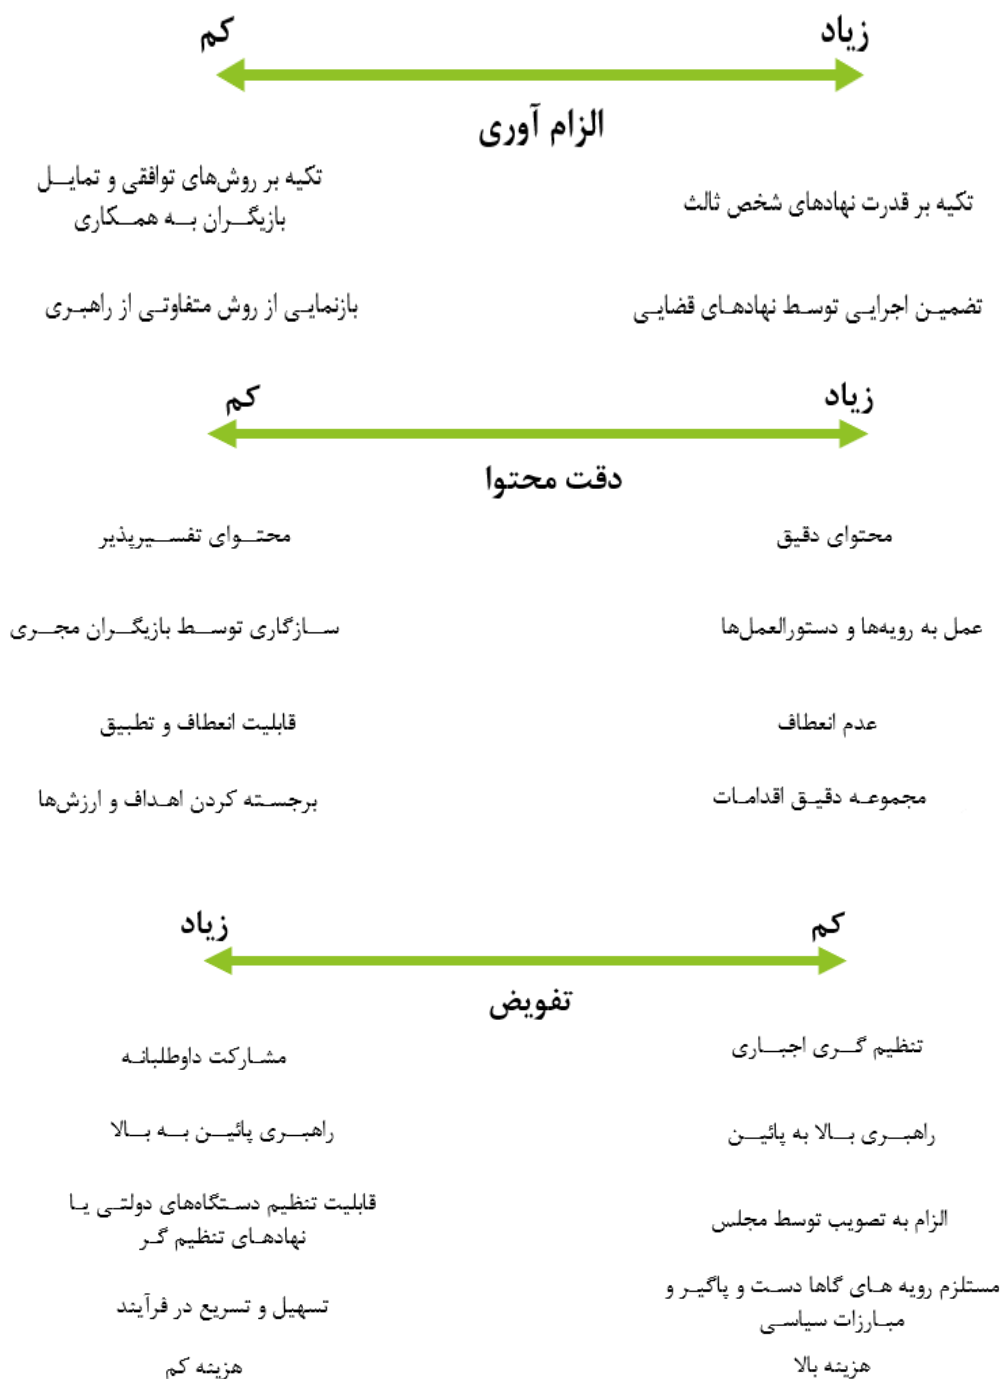 زیاد
کم
الزام آوری
تکیه بر قدرت نهادهای شخص ثالث
تکیه بر روش‌های توافقی و تمایل
بازیگران به همکاری
تضمین اجرایی توسط نهادهای قضایی
بازنمایی از روش متفاوتی از راهبری
زیاد
کم
دقت محتوا
محتوای دقیق
محتوای تفسیرپذیر
عمل به رویه‌ها و دستورالعمل‌ها
سازگاری توسط بازیگران مجری
عدم انعطاف
قابلیت انعطاف و تطبیق
مجموعه دقیق اقدامات
برجسته کردن اهداف و ارزش‌ها
کم
زیاد
تفویض
تنظیم گری اجباری
مشارکت داوطلبانه
راهبری بالا به پائین
راهبری پائین به بالا
الزام به تصویب توسط مجلس
قابلیت تنظیم دستگاه‌های دولتی یا
نهادهای تنظیم گر
مستلزم رویه های گاها دست و پاگیر و
مبارزات سیاسی
تسهیل و تسریع در فرآیند
هزینه بالا
هزینه کم